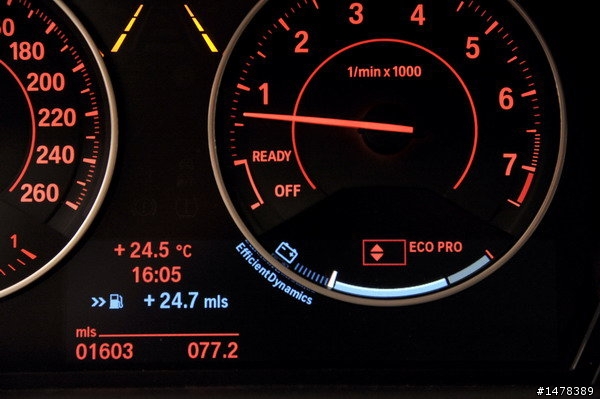 160
180
200
220
240
260
1
1
2
3
4
5
6
7
1/min x 1000
READY
OFF
ECO PRO
EfficientDynamics
+ 24.5 °C
16:05
>> + 24.7 mls
mls
01603 077.2
#1478389